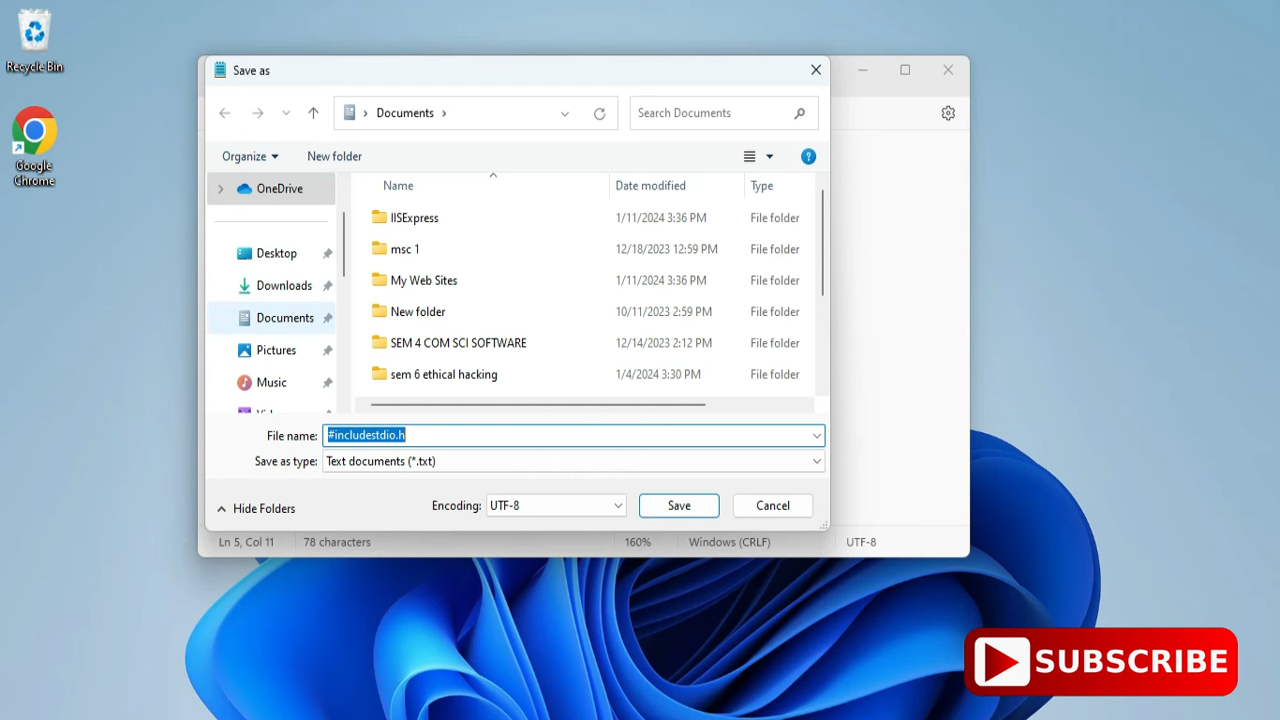 Recycle Bin
Google
Chrome
Save as
Documents
Search Documents
Organize
New folder
OneDrive
Desktop
Downloads
Documents
Pictures
Music
Name
Date modified
Type
IISExpress
1/11/2024 3:36 PM
File folder
msc 1
12/18/2023 12:59 PM
File folder
My Web Sites
1/11/2024 3:36 PM
File folder
New folder
10/11/2023 2:59 PM
File folder
SEM 4 COM SCI SOFTWARE
12/14/2023 2:12 PM
File folder
sem 6 ethical hacking
1/4/2024 3:30 PM
File folder
File name:
#includestdio.h
Save as type:
Text documents (*.txt)
Hide Folders
Encoding:
UTF-8
Save
Cancel
Ln 5, Col 11
78 characters
160%
Windows (CRLF)
UTF-8
SUBSCRIBE